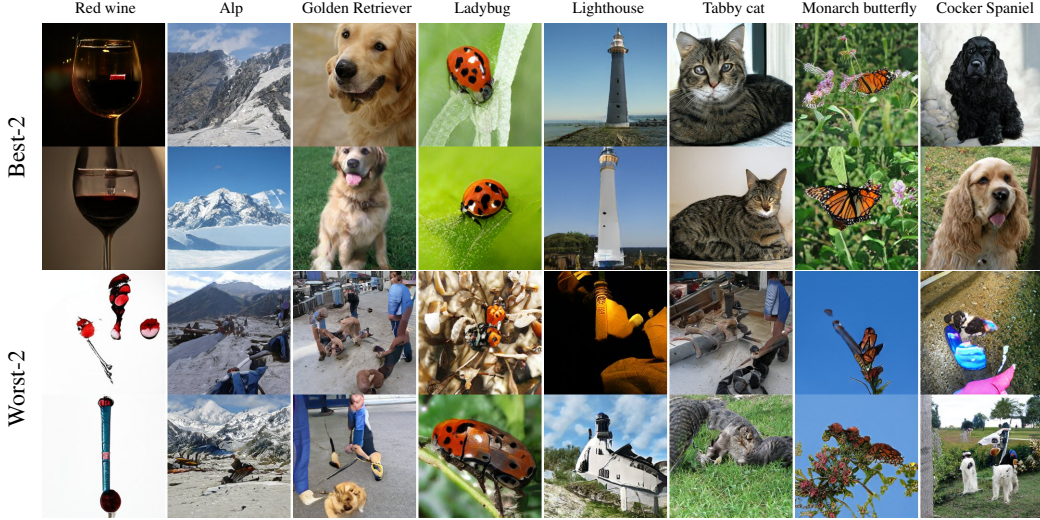 Red wine Alp Golden Retriever Ladybug Lighthouse Tabby cat Monarch butterfly Cocker Spaniel
Best-2
Worst-2